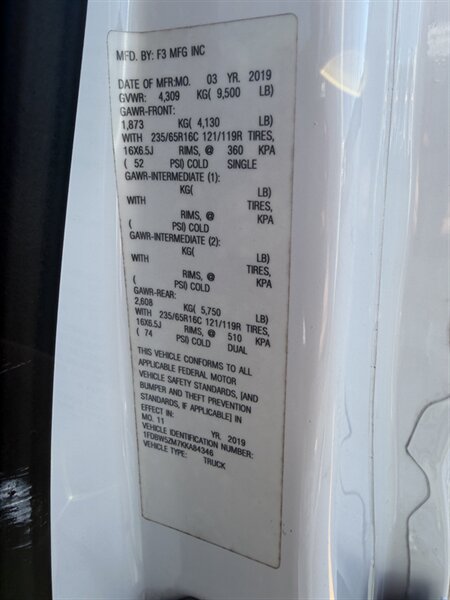 MFD. BY: F3 MFG INC
DATE OF MFR:MO. 03 YR. 2019
GVWR: 4,309 KG( 9,500 LB)
GAWR-FRONT:
1,873 KG( 4,130 LB)
WITH 235/65R16C 121/119R TIRES,
16X6.5J RIMS, @ 360 KPA
( 52 PSI) COLD SINGLE
GAWR-INTERMEDIATE (1):
KG( LB)
WITH TIRES,
RIMS, @ KPA
( PSI) COLD
GAWR-INTERMEDIATE (2):
KG( LB)
WITH TIRES,
RIMS, @ KPA
( PSI) COLD
GAWR-REAR:
2,608 KG( 5,750 LB)
WITH 235/65R16C 121/119R TIRES,
16X6.5J RIMS, @ 510 KPA
( 74 PSI) COLD DUAL
THIS VEHICLE CONFORMS TO ALL
APPLICABLE FEDERAL MOTOR
VEHICLE SAFETY STANDARDS, [AND
BUMPER AND THEFT PREVENTION
STANDARDS, IF APPLICABLE] IN
EFFECT IN:
MO. 11 YR. 2019
VEHICLE IDENTIFICATION NUMBER:
1FDBW5ZM7KKA84346
VEHICLE TYPE: TRUCK